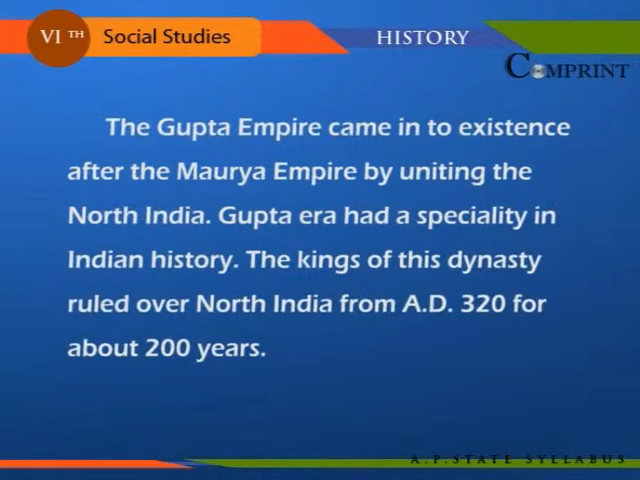 VI TH Social Studies HISTORY
COMPRINT
The Gupta Empire came in to existence
after the Maurya Empire by uniting the
North India. Gupta era had a speciality in
Indian history. The kings of this dynasty
ruled over North India from A.D. 320 for
about 200 years.
A.P.STATE SYLLABUS